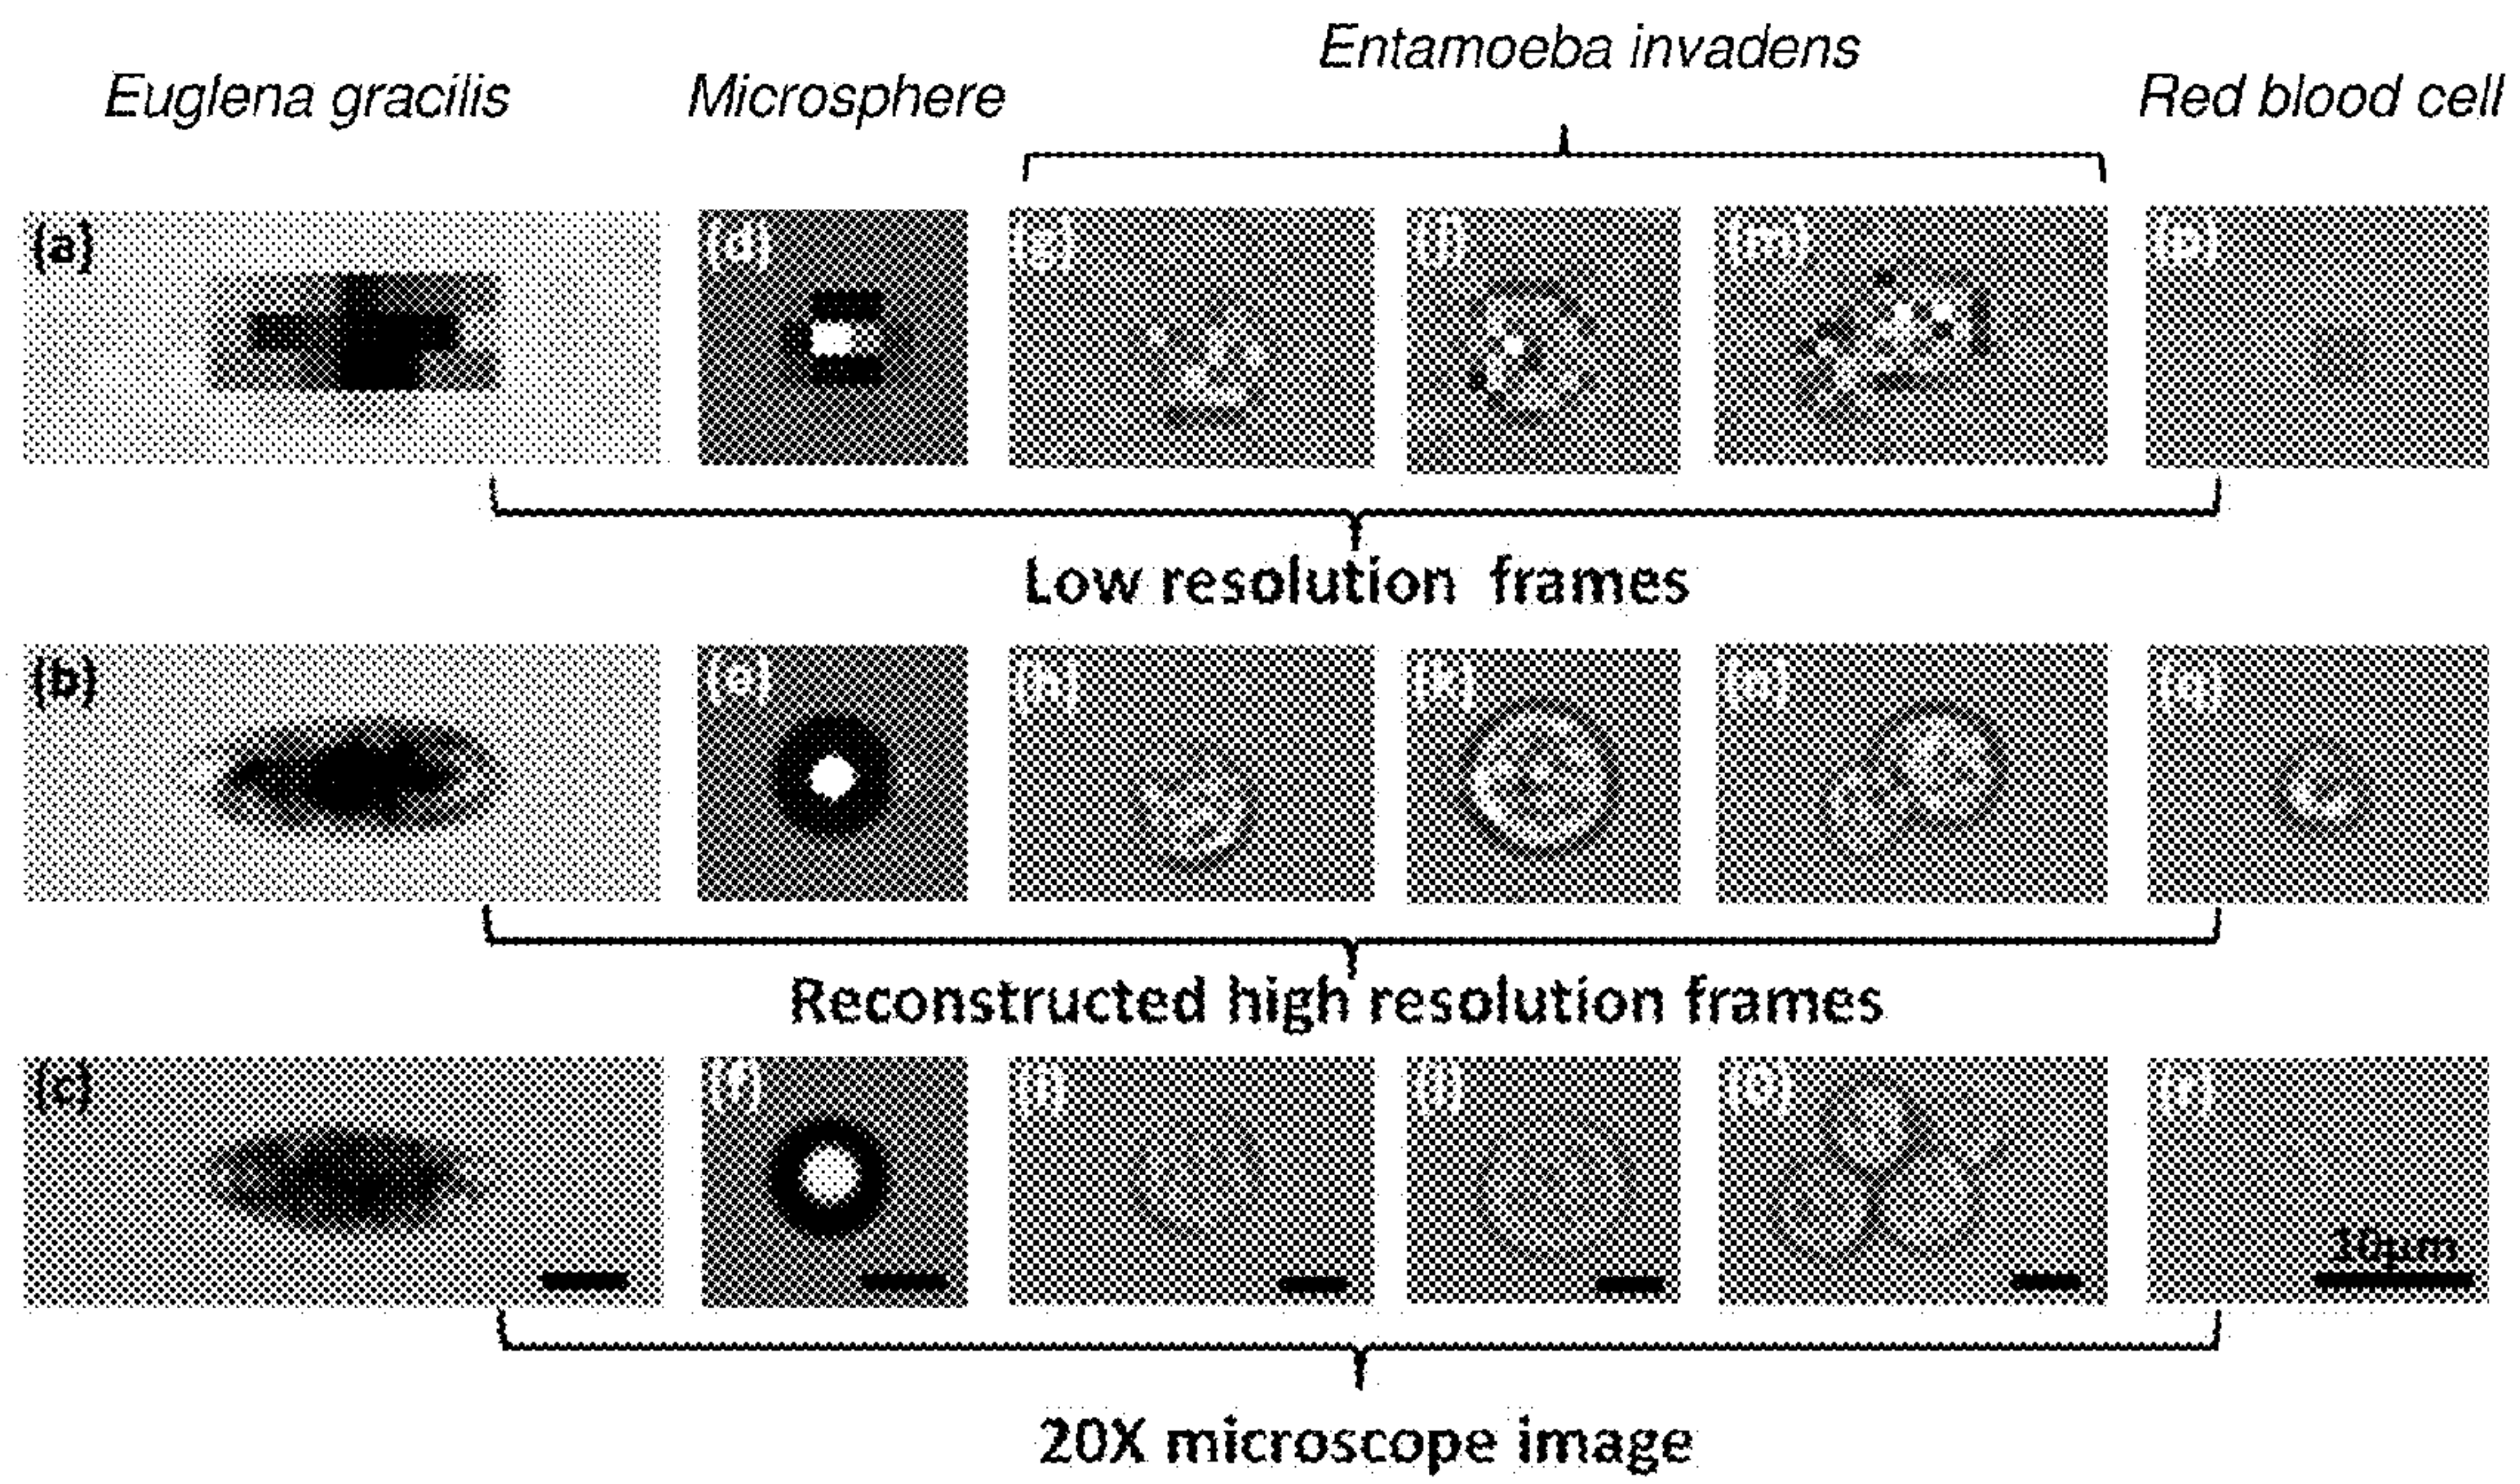 Entamoeba invadens
Euglena gracilis Microsphere Red blood cell
(a) (d) (g) (j) (m) (p)
Low resolution frames
(b) (e) (h) (k) (n) (q)
Reconstructed high resolution frames
(c) (f) (i) (l) (o) (r)
10μm
20X microscope image